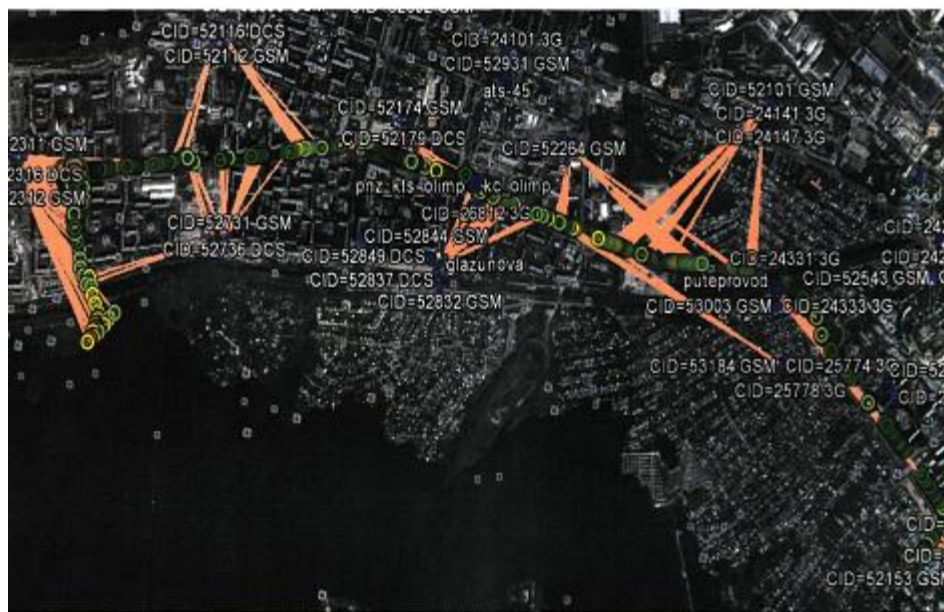 CID=52116 DCS
CID=52112 GSM
CID=24101 3G
CID=52931 GSM
ats-45
CID=52101 GSM
CID=24141 3G
CID=24147 3G
CID=52174 GSM
CID=52179 DCS
2311 GSM
CID=52264 GSM
2316 DCS
2312 GSM
pnz_kts-olimp
kc_olimp
CID=52731 GSM
CID=26812 3G
CID=52844 GSM
CID=52736 DCS
CID=52849 DCS
glazunova
CID=24331 3G
CID=52837 DCS
puteprovod
CID=52543 GSM
CID=52832 GSM
CID=53003 GSM
CID=24333 3G
CID=53184 GSM
CID=25774 3G
CID=25778 3G
CID=52153 GSM